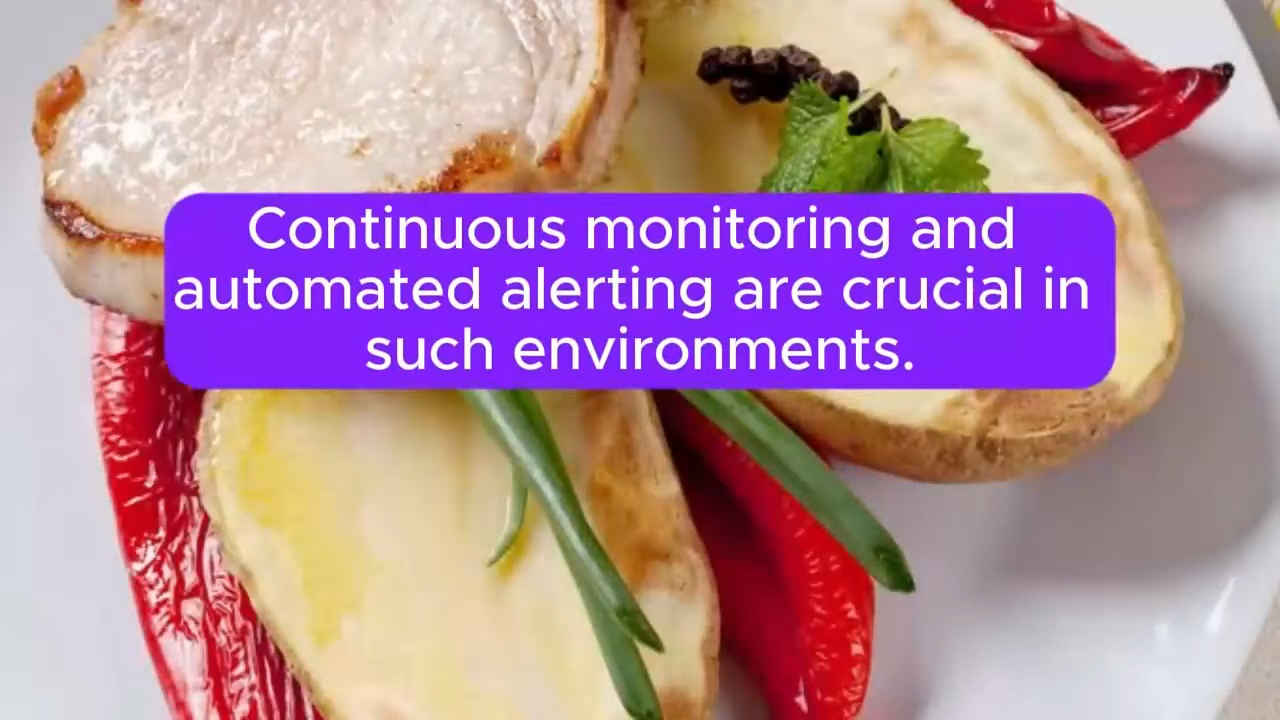 Continuous monitoring and
automated alerting are crucial in
such environments.